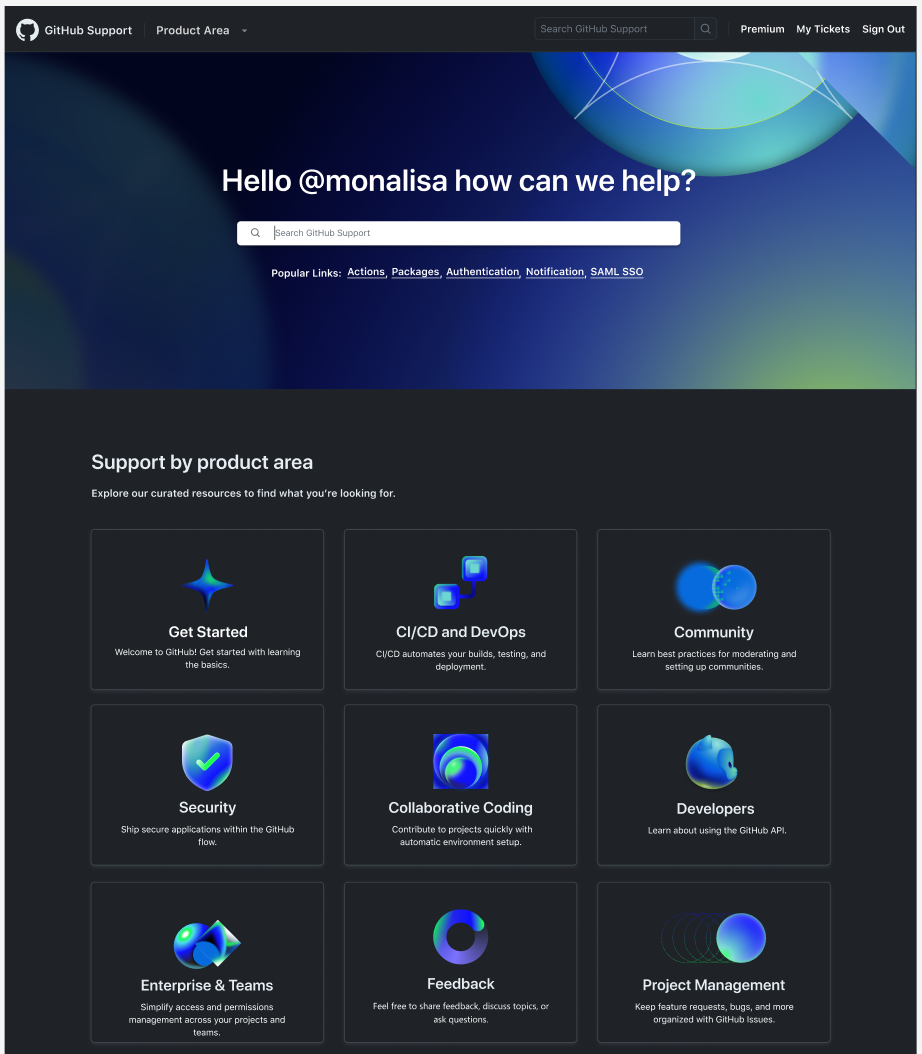 GitHub Support
Product Area
Search GitHub Support
Premium
My Tickets
Sign Out
Hello @monalisa how can we help?
Search GitHub Support
Popular Links: Actions, Packages, Authentication, Notification, SAML SSO
Support by product area
Explore our curated resources to find what you're looking for.
Get Started
Welcome to GitHub! Get started with learning
the basics.
CI/CD and DevOps
CI/CD automates your builds, testing, and
deployment.
Community
Learn best practices for moderating and
setting up communities.
Security
Ship secure applications within the GitHub
flow.
Collaborative Coding
Contribute to projects quickly with
automatic environment setup.
Developers
Learn about using the GitHub API.
Enterprise & Teams
Simplify access and permissions
management across your projects and
teams.
Feedback
Feel free to share feedback, discuss topics, or
ask questions.
Project Management
Keep feature requests, bugs, and more
organized with GitHub Issues.